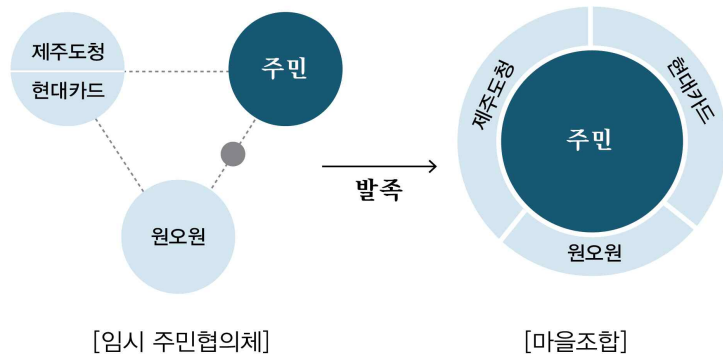 제주도청
현대카드
주민
원오원
발족
제주도청
현대카드
주민
원오원
[임시 주민협의체]
[마을조합]